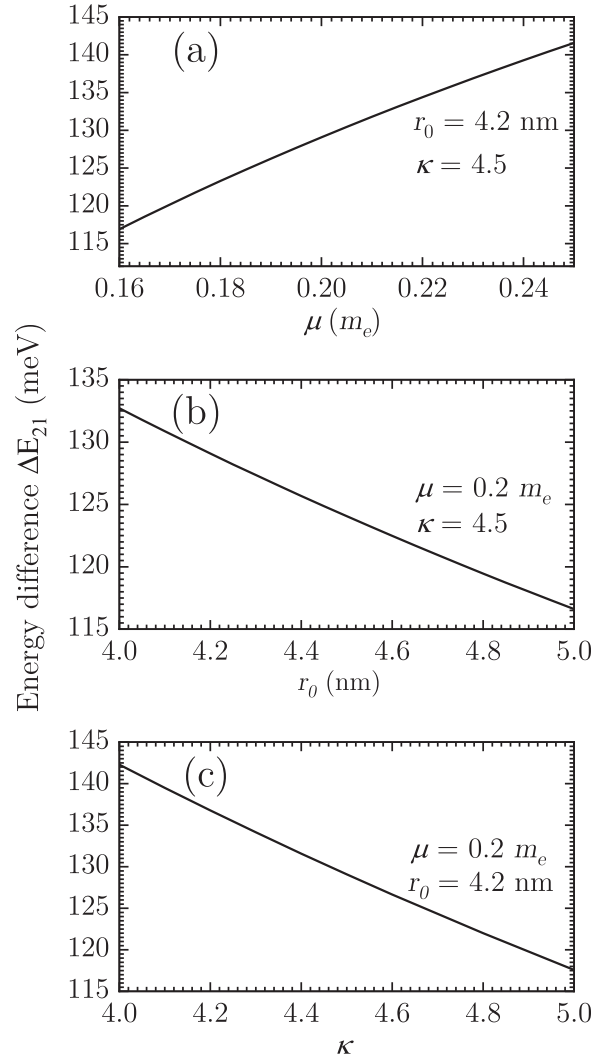 Energy difference ΔE₂₁ (meV)
(a)
145
140
135
130
125
120
115
r₀ = 4.2 nm
κ = 4.5
0.16 0.18 0.20 0.22 0.24
μ (mₑ)
(b)
135
130
125
120
115
μ = 0.2 mₑ
κ = 4.5
4.0 4.2 4.4 4.6 4.8 5.0
r₀ (nm)
(c)
145
140
135
130
125
120
115
μ = 0.2 mₑ
r₀ = 4.2 nm
4.0 4.2 4.4 4.6 4.8 5.0
κ